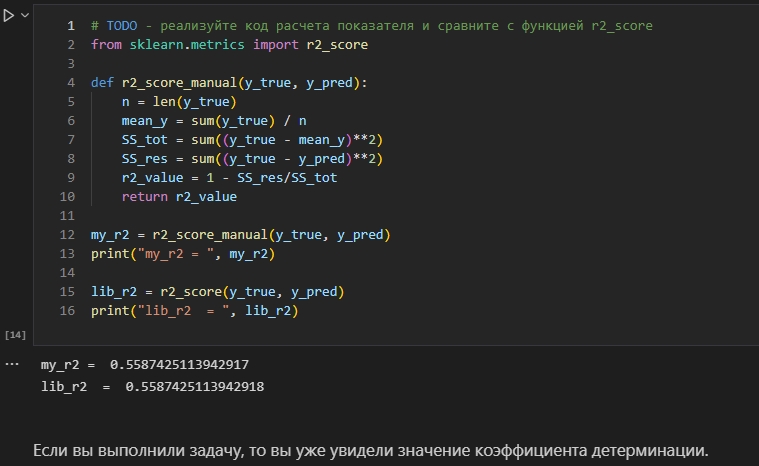 1 # TODO - реализуйте код расчета показателя и сравните с функцией r2_score
2 from sklearn.metrics import r2_score
3
4 def r2_score_manual(y_true, y_pred):
5     n = len(y_true)
6     mean_y = sum(y_true) / n
7     SS_tot = sum((y_true - mean_y)**2)
8     SS_res = sum((y_true - y_pred)**2)
9     r2_value = 1 - SS_res/SS_tot
10     return r2_value
11
12 my_r2 = r2_score_manual(y_true, y_pred)
13 print("my_r2 = ", my_r2)
14
15 lib_r2 = r2_score(y_true, y_pred)
16 print("lib_r2  = ", lib_r2)
[14]
... my_r2 =  0.5587425113942917
lib_r2  =  0.5587425113942918
Если вы выполнили задачу, то вы уже увидели значение коэффициента детерминации.